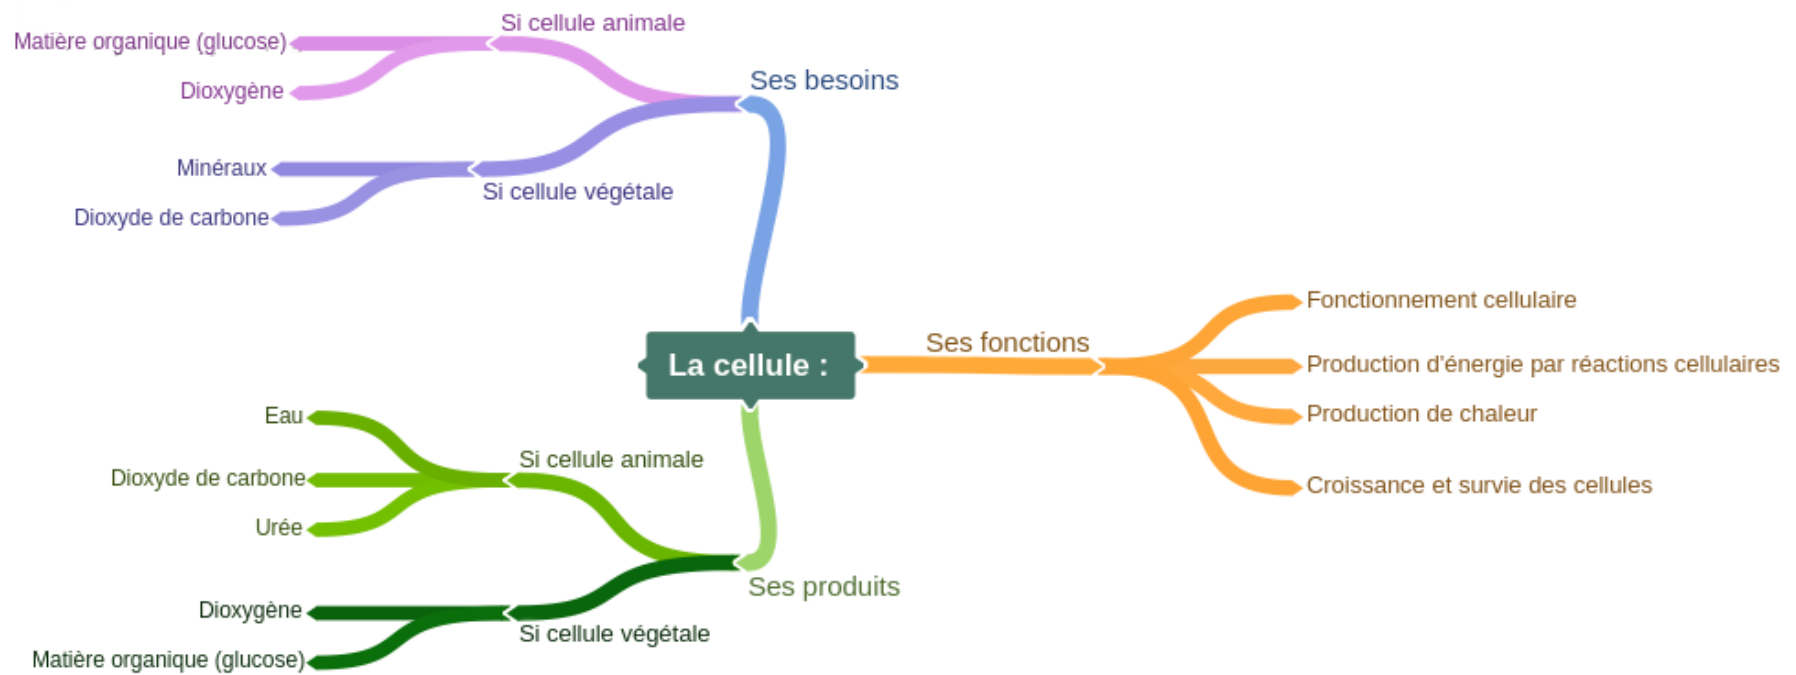 Si cellule animale
Matière organique (glucose)
Dioxygène
Ses besoins
Minéraux
Si cellule végétale
Dioxyde de carbone
La cellule :
Ses fonctions
Fonctionnement cellulaire
Production d'énergie par réactions cellulaires
Production de chaleur
Croissance et survie des cellules
Eau
Si cellule animale
Dioxyde de carbone
Urée
Ses produits
Dioxygène
Si cellule végétale
Matière organique (glucose)